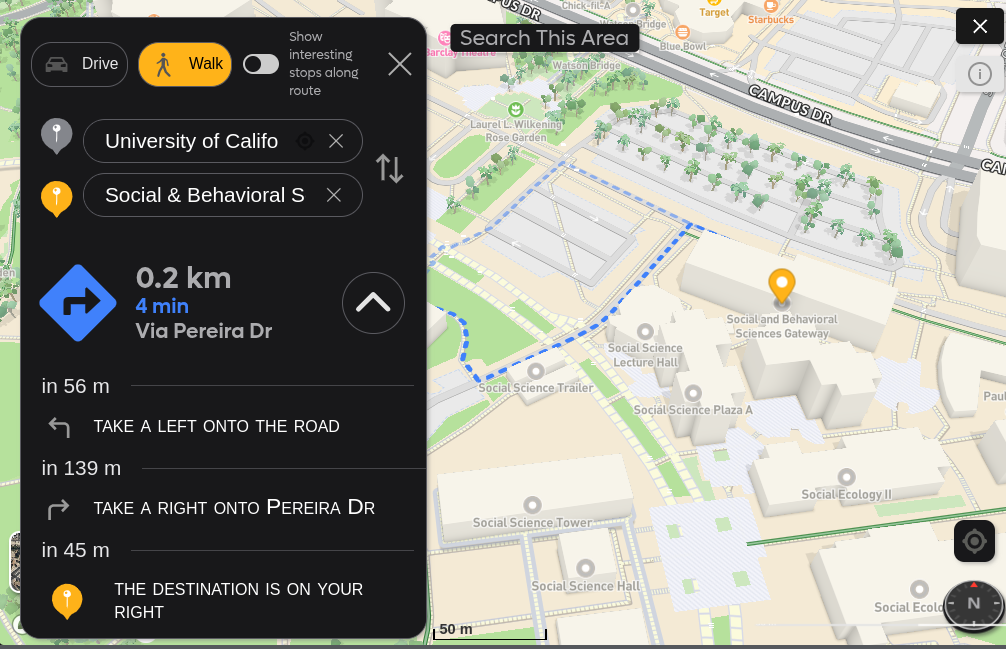 Drive
Walk
Show
interesting
stops along
route
University of Califo
Social & Behavioral S
0.2 km
4 min
Via Pereira Dr
in 56 m
TAKE A LEFT ONTO THE ROAD
in 139 m
TAKE A RIGHT ONTO PEREIRA DR
in 45 m
THE DESTINATION IS ON YOUR
RIGHT
Search This Area
Chick-fil-A
Target
Starbucks
Watson Bridge
Blue Bowl
Barclay Theatre
Watson Bridge
CAMPUS DR
Laurel L. Wilkening
Rose Garden
Social and Behavioral
Sciences Gateway
Social Science
Lecture Hall
Social Science Trailer
Social Science Plaza A
Paul
Social Ecology II
Social Science Tower
Social Science Hall
Social Ecolo
N
50 m